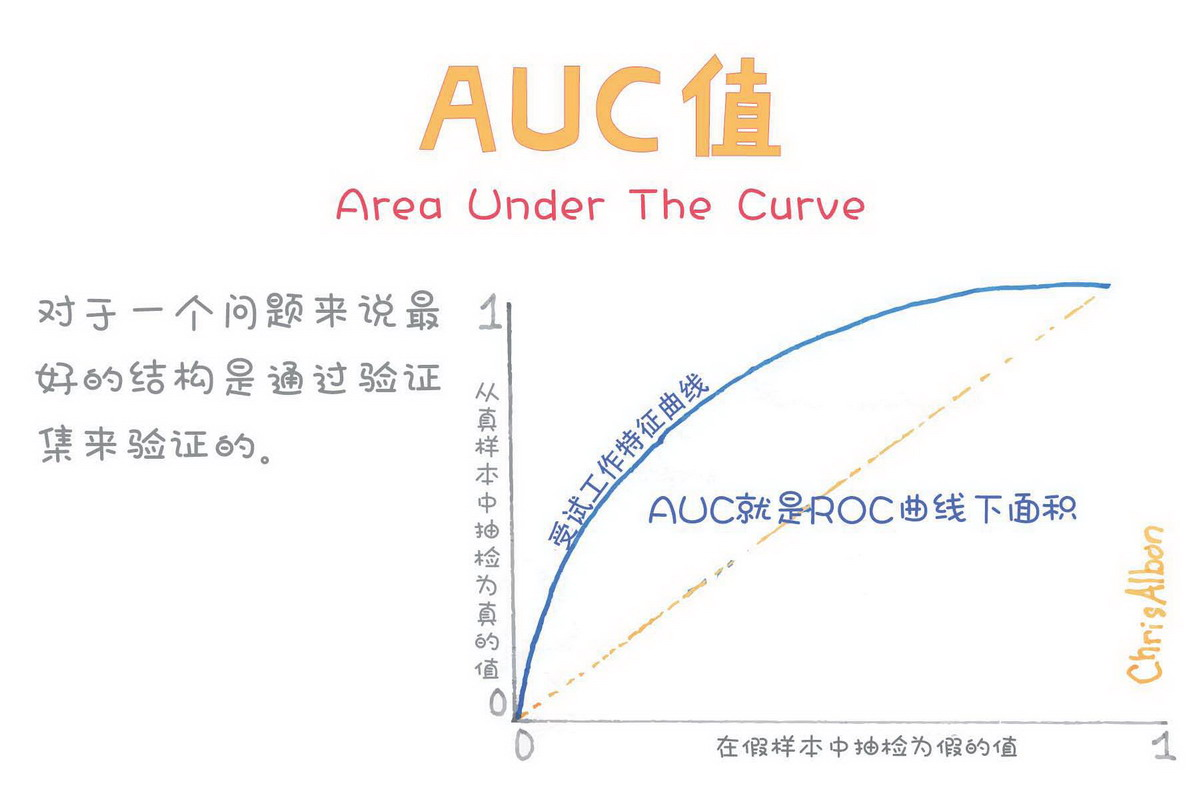 AUC值
Area Under The Curve
对于一个问题来说最
好的结构是通过验证
集来验证的。
1
从真样本中抽检为真的值
0
受试工作特征曲线
AUC就是ROC曲线下面积
ChrisAlbon
0
在假样本中抽检为假的值
1